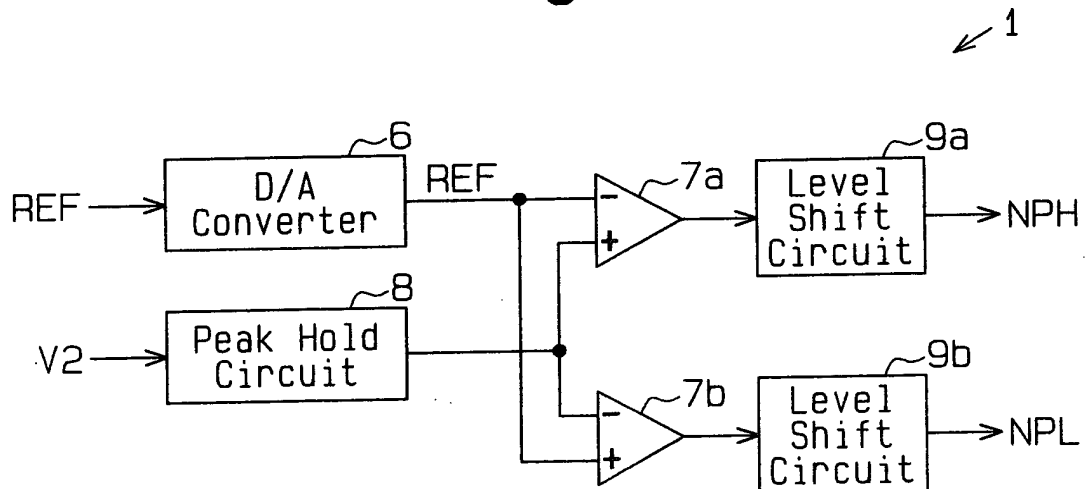 1
6
D/A
Converter
REF
REF
7a
-
+
9a
Level
Shift
Circuit
NPH
8
V2
Peak Hold
Circuit
7b
-
+
9b
Level
Shift
Circuit
NPL